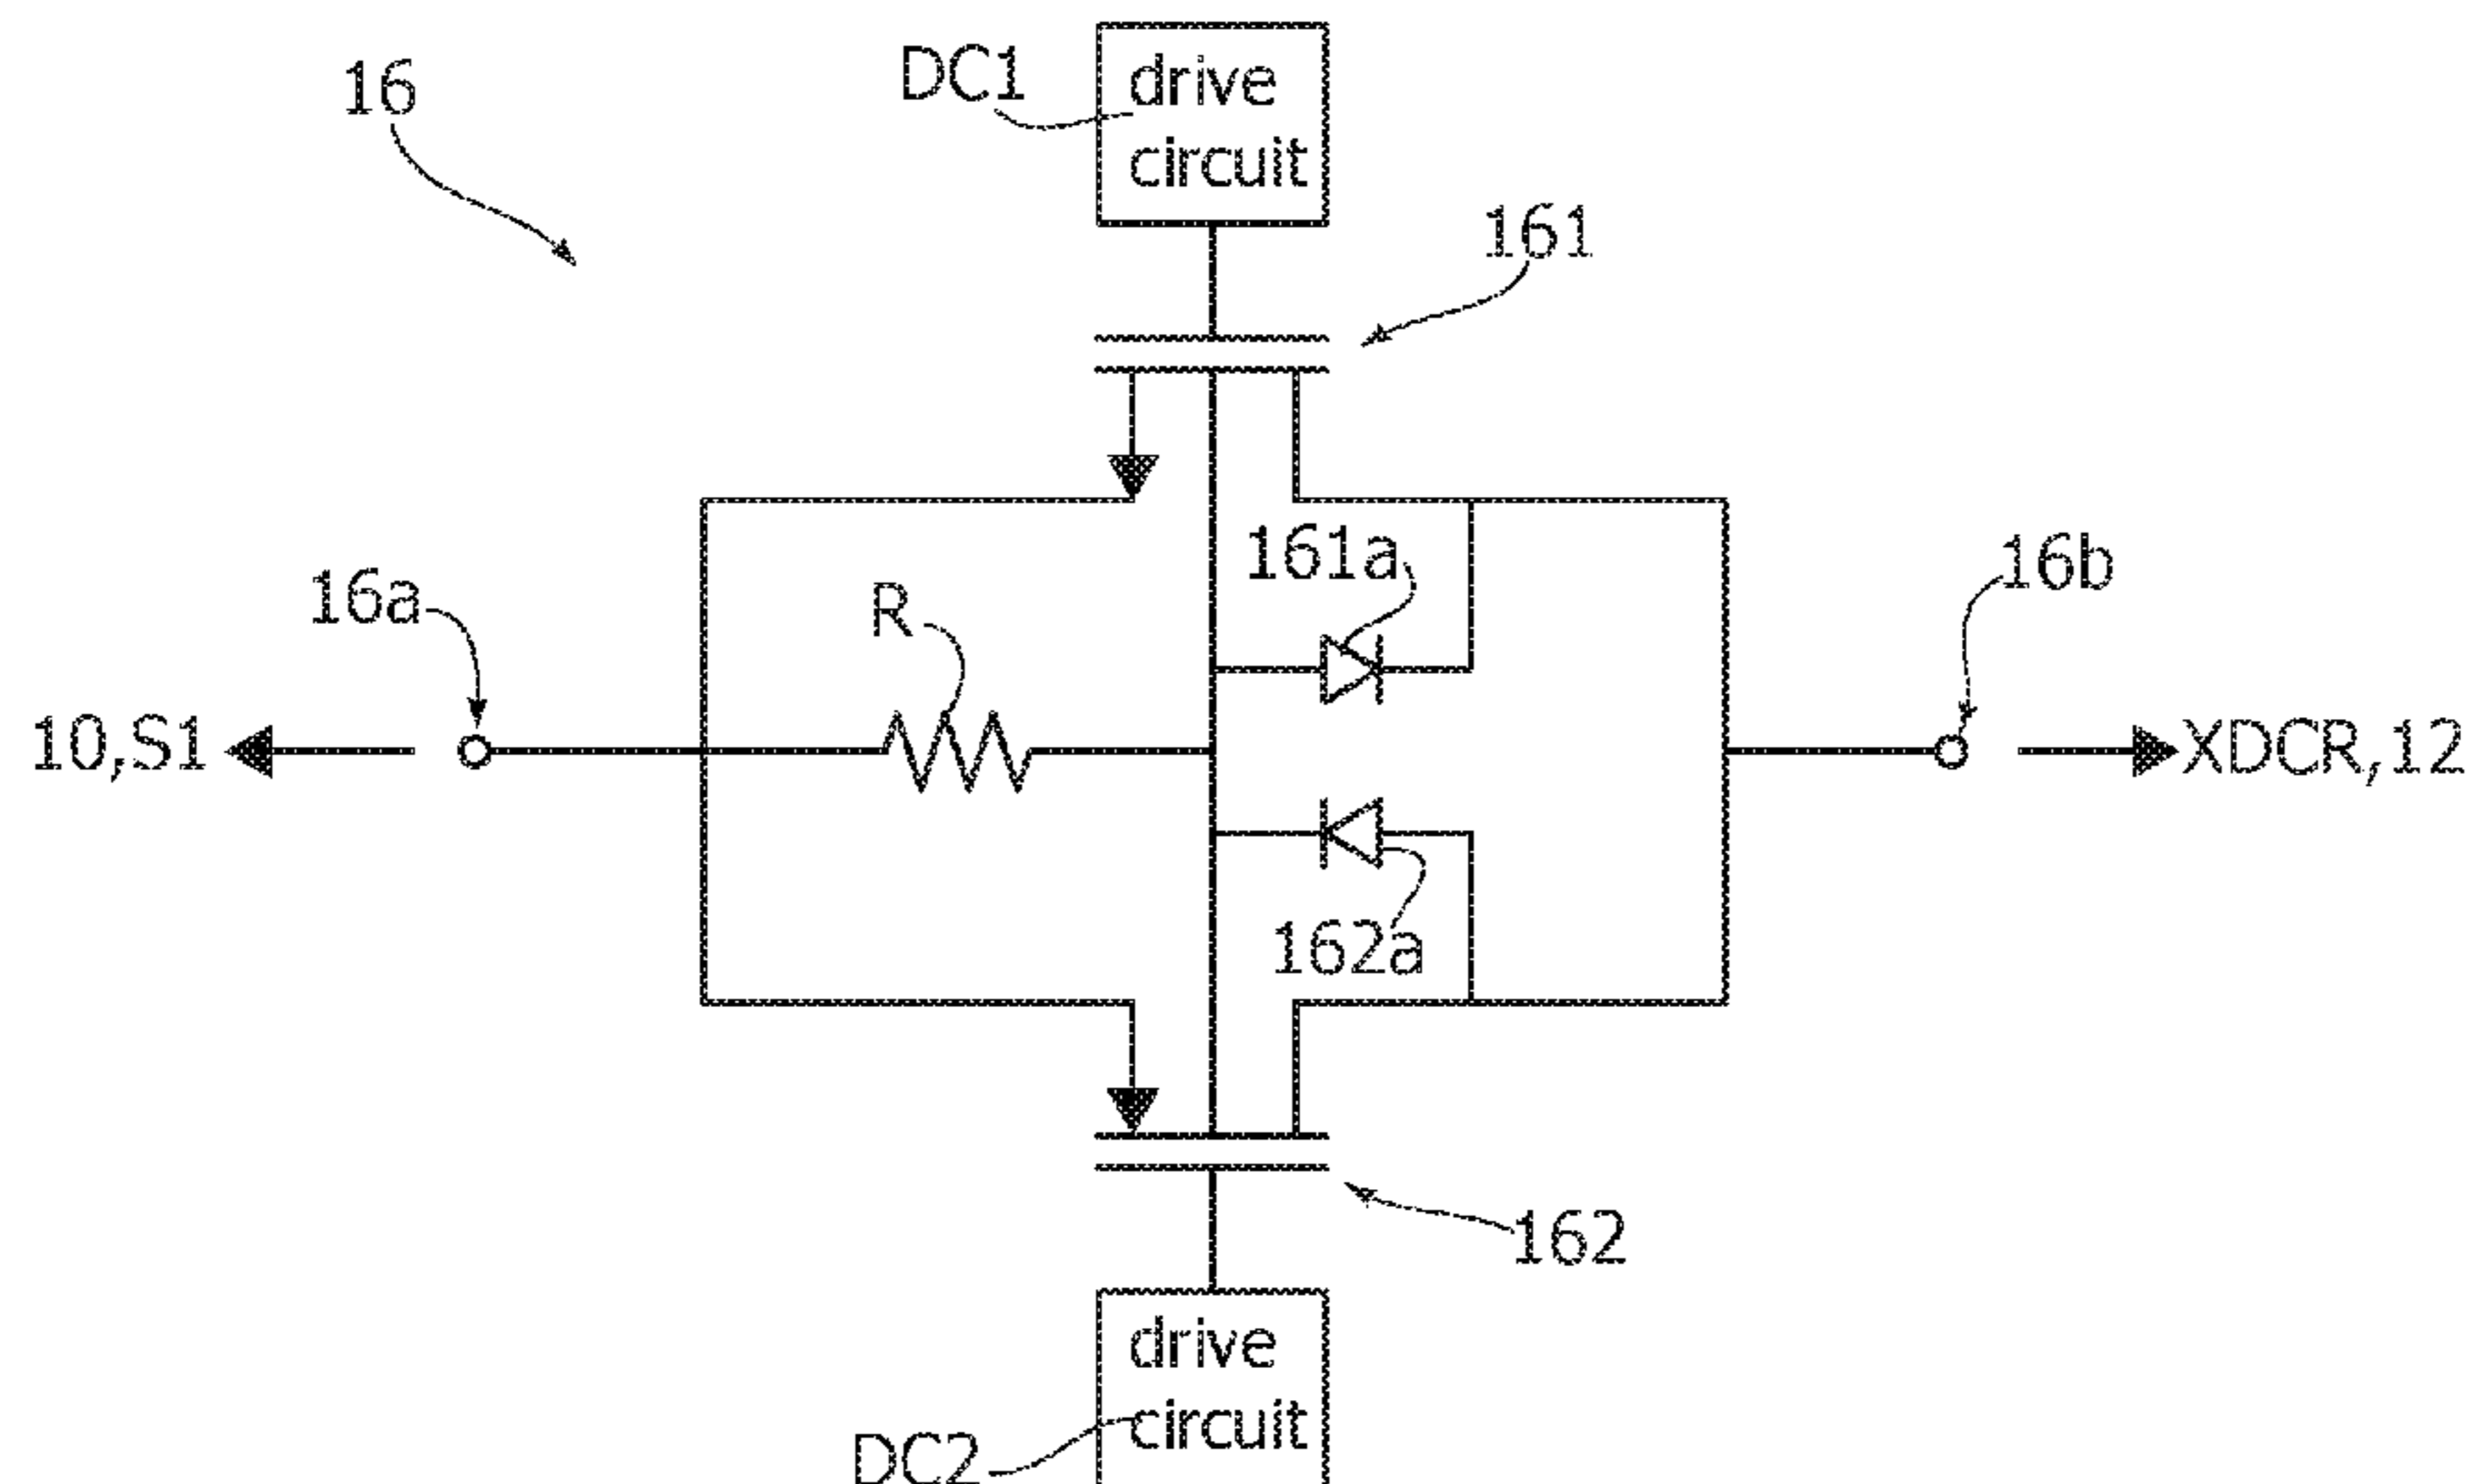 16
DC1
drive
circuit
161
161a
16a
R
16b
10,S1
XDCR,12
162a
162
drive
circuit
DC2